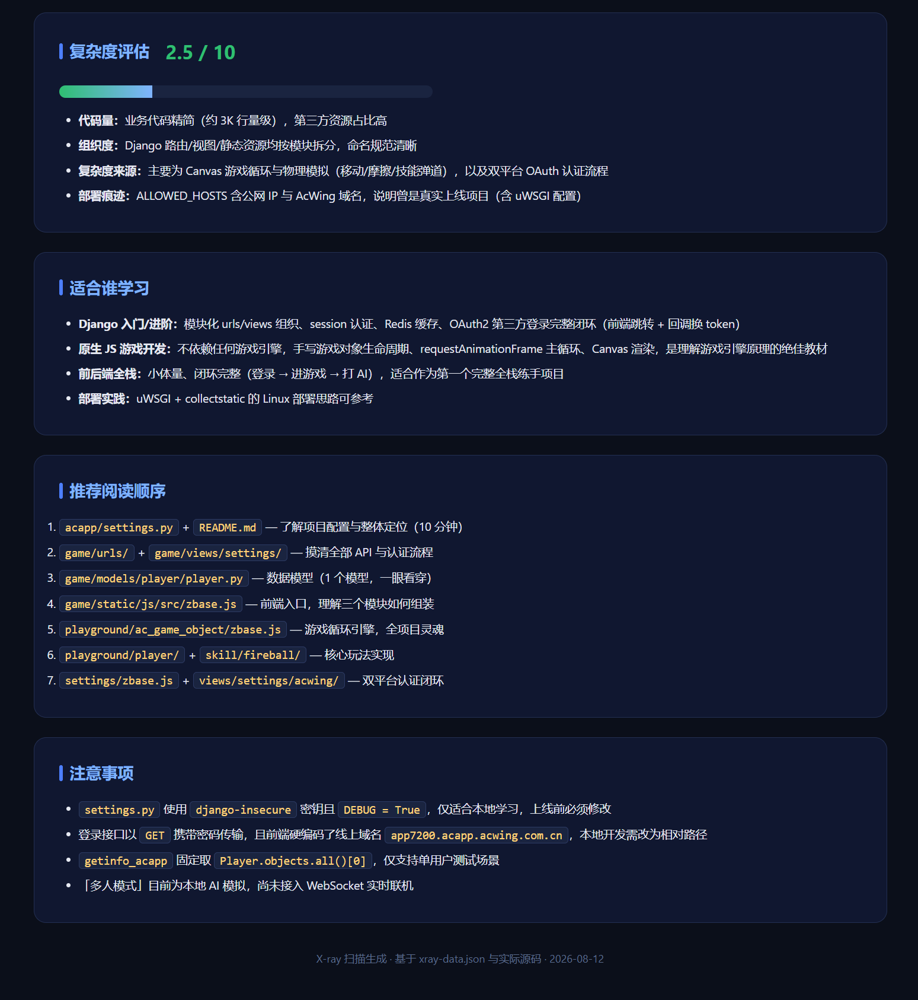 复杂度评估 2.5 / 10
代码量：业务代码精简（约 3K 行量级），第三方资源占比高
组织度：Django 路由/视图/静态资源均按模块拆分，命名规范清晰
复杂度来源：主要为 Canvas 游戏循环与物理模拟（移动/摩擦/技能弹道），以及双平台 OAuth 认证流程
部署痕迹：ALLOWED_HOSTS 含公网 IP 与 AcWing 域名，说明曾是真实上线项目（含 uWSGI 配置）
适合谁学习
Django 入门/进阶：模块化 urls/views 组织、session 认证、Redis 缓存、OAuth2 第三方登录完整闭环（前端跳转 + 回调换 token）
原生 JS 游戏开发：不依赖任何游戏引擎，手写游戏对象生命周期、requestAnimationFrame 主循环、Canvas 渲染，是理解游戏引擎原理的绝佳教材
前后端全栈：小体量、闭环完整（登录 → 进游戏 → 打 AI），适合作为第一个完整全栈练手项目
部署实践：uWSGI + collectstatic 的 Linux 部署思路可参考
推荐阅读顺序
1. acapp/settings.py + README.md — 了解项目配置与整体定位（10 分钟）
2. game/urls/ + game/views/settings/ — 摸清全部 API 与认证流程
3. game/models/player/player.py — 数据模型（1 个模型，一眼看穿）
4. game/static/js/src/zbase.js — 前端入口，理解三个模块如何组装
5. playground/ac_game_object/zbase.js — 游戏循环引擎，全项目灵魂
6. playground/player/ + skill/fireball/ — 核心玩法实现
7. settings/zbase.js + views/settings/acwing/ — 双平台认证闭环
注意事项
settings.py 使用 django-insecure 密钥且 DEBUG = True，仅适合本地学习，上线前必须修改
登录接口以 GET 携带密码传输，且前端硬编码了线上域名 app7200.acapp.acwing.com.cn，本地开发需改为相对路径
getinfo_acapp 固定取 Player.objects.all()[0]，仅支持单用户测试场景
「多人模式」目前为本地 AI 模拟，尚未接入 WebSocket 实时联机
X-ray 扫描生成 · 基于 xray-data.json 与实际源码 · 2026-08-12